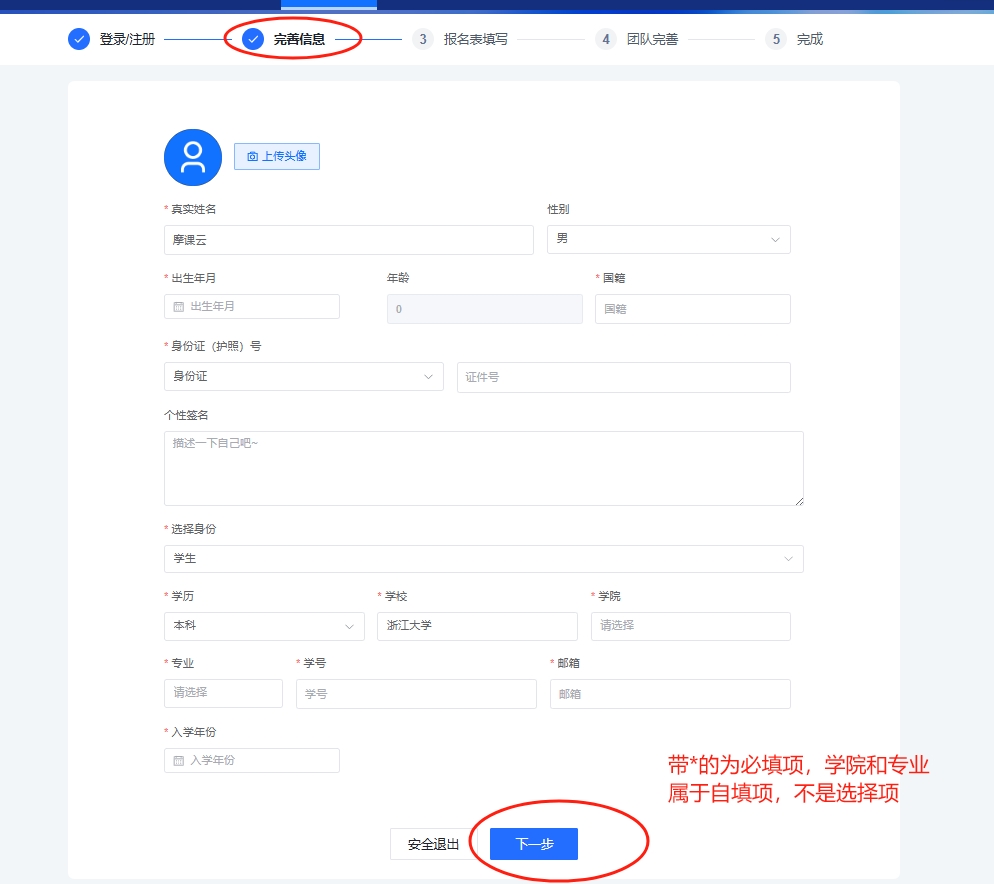 登录/注册 完善信息 3 报名表填写 4 团队完善 5 完成
上传头像
* 真实姓名 性别
摩课云 男
* 出生年月 年龄 * 国籍
出生年月 0 国籍
* 身份证（护照）号
身份证 证件号
个性签名
描述一下自己吧~
* 选择身份
学生
* 学历 * 学校 * 学院
本科 浙江大学 请选择
* 专业 * 学号 * 邮箱
请选择 学号 邮箱
* 入学年份
入学年份
带*的为必填项，学院和专业
属于自填项，不是选择项
安全退出 下一步